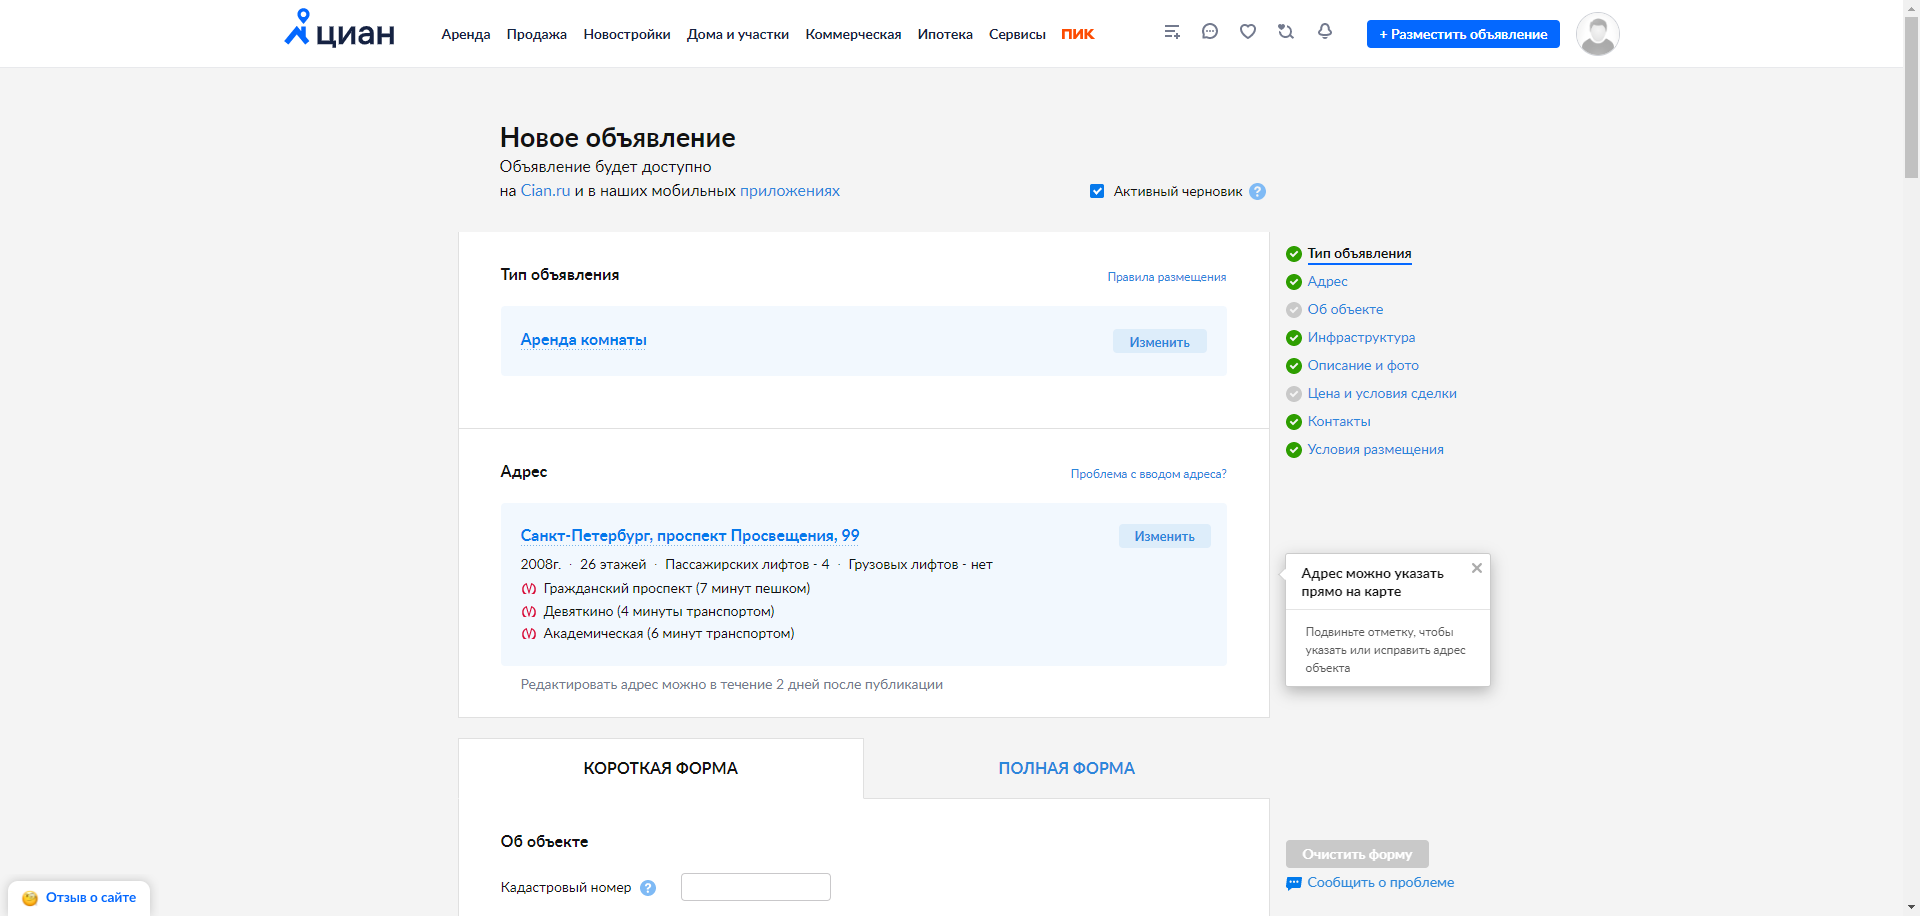 циан
Аренда Продажа Новостройки Дома и участки Коммерческая Ипотека Сервисы ПИК
+ Разместить объявление
Новое объявление
Объявление будет доступно
на Cian.ru и в наших мобильных приложениях
Активный черновик ?
Тип объявления
Правила размещения
Аренда комнаты
Изменить
Адрес
Проблема с вводом адреса?
Санкт-Петербург, проспект Просвещения, 99
Изменить
2008г. · 26 этажей · Пассажирских лифтов - 4 · Грузовых лифтов - нет
Гражданский проспект (7 минут пешком)
Девяткино (4 минуты транспортом)
Академическая (6 минут транспортом)
Редактировать адрес можно в течение 2 дней после публикации
КОРОТКАЯ ФОРМА
ПОЛНАЯ ФОРМА
Об объекте
Кадастровый номер ?
Тип объявления
Адрес
Об объекте
Инфраструктура
Описание и фото
Цена и условия сделки
Контакты
Условия размещения
Адрес можно указать
прямо на карте
Подвиньте отметку, чтобы
указать или исправить адрес
объекта
Очистить форму
Сообщить о проблеме
Отзыв о сайте